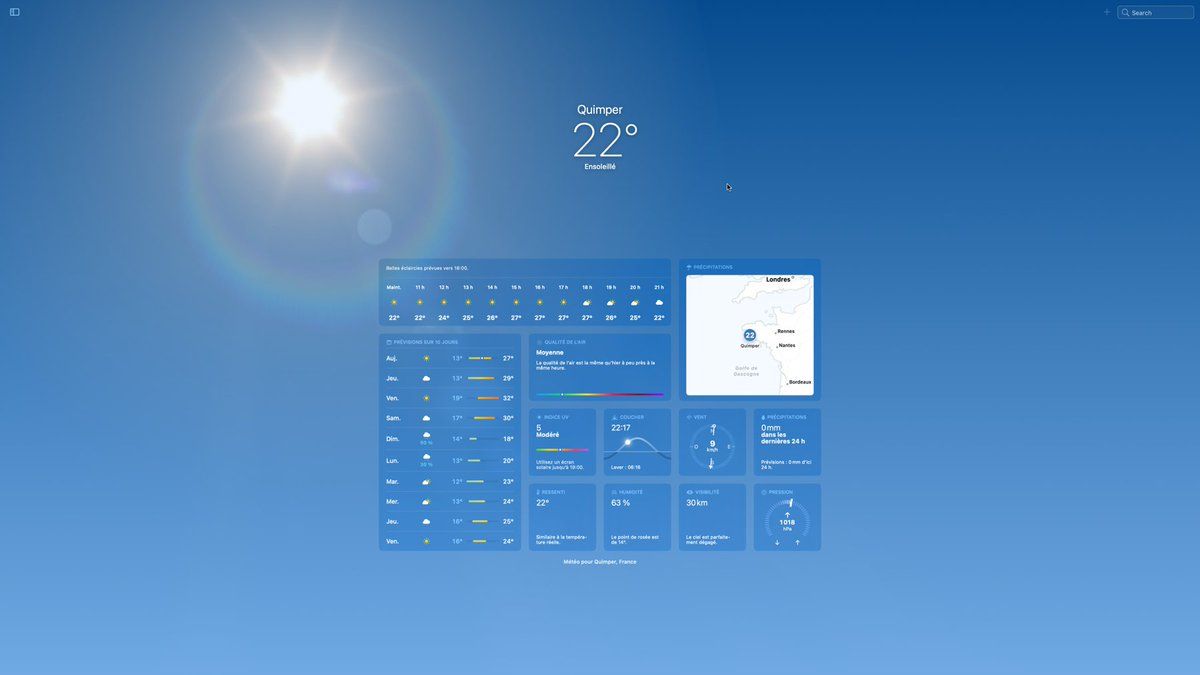 Search
Quimper
22°
Ensoleillé
Belles éclaircies prévues vers 18:00.
Maint. 11 h 12 h 13 h 14 h 15 h 16 h 17 h 18 h 19 h 20 h 21 h
22° 22° 24° 25° 26° 27° 27° 27° 27° 26° 25° 22°
PRÉCIPITATIONS
Londres
22
Quimper
Rennes
Nantes
Golfe de
Gascogne
Bordeaux
PRÉVISIONS SUR 10 JOURS
Auj. 13° 27°
Jeu. 13° 29°
Ven. 19° 32°
Sam. 17° 30°
Dim. 14° 18°
Lun. 30 % 13° 20°
Mar. 12° 23°
Mer. 13° 24°
Jeu. 16° 25°
Ven. 16° 24°
QUALITÉ DE L'AIR
Moyenne
La qualité de l'air est la même qu'hier à peu près à la
même heure.
INDICE UV
5
Modéré
Utilisez un écran
solaire jusqu'à 19:00.
COUCHER
22:17
Lever : 06:16
VENT
N
O E
9
km/h
S
PRÉCIPITATIONS
0 mm
dans les
dernières 24 h
Prévisions : 0 mm d'ici
24 h.
RESSENTI
22°
Similaire à la tempéra-
ture réelle.
HUMIDITÉ
63 %
Le point de rosée est
de 14°.
VISIBILITÉ
30 km
Le ciel est parfaite-
ment dégagé.
PRESSION
1 018
hPa
Météo pour Quimper, France